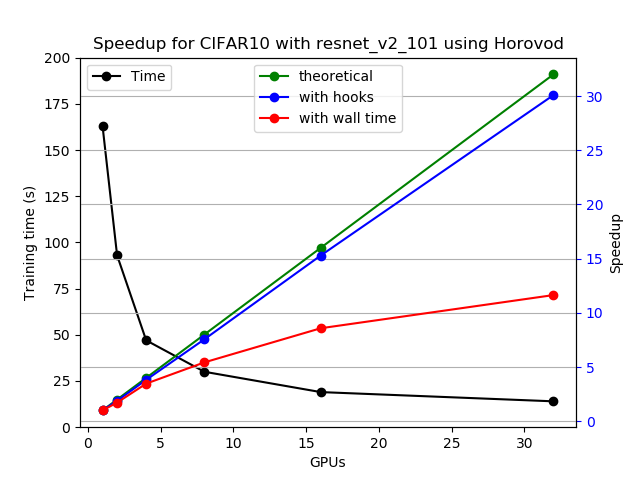 Speedup for CIFAR10 with resnet_v2_101 using Horovod
Time
theoretical
with hooks
with wall time
200
175
150
125
100
75
50
25
0
Training time (s)
30
25
20
15
10
5
0
Speedup
0 5 10 15 20 25 30
GPUs